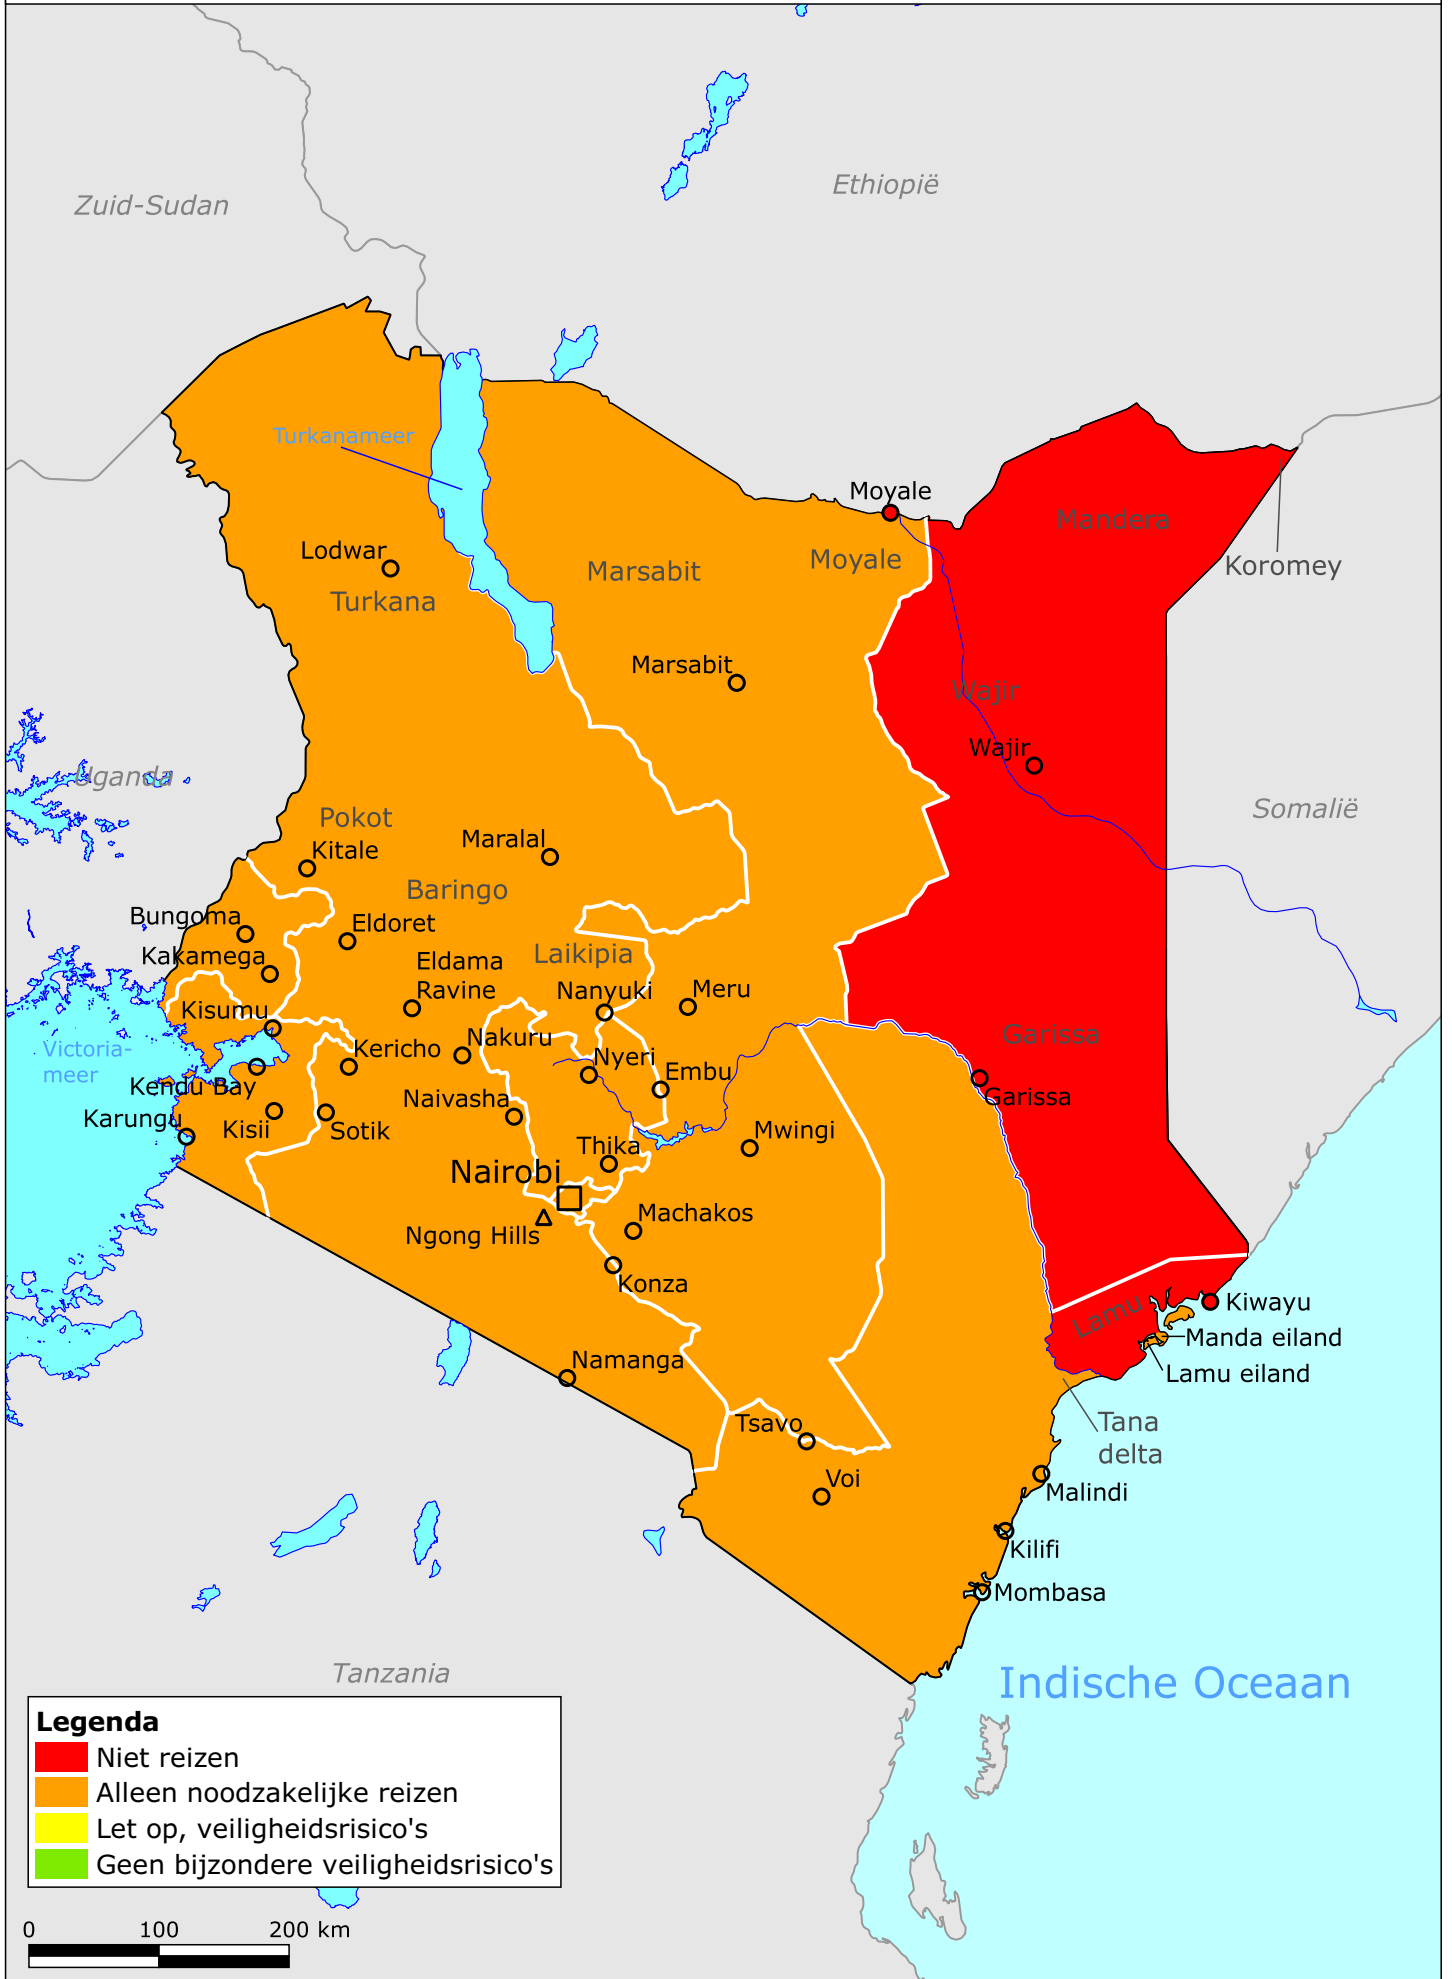 Zuid-Sudan
Ethiopië
Turkanameer
Moyale
Mandera
Lodwar
Marsabit
Moyale
Koromey
Turkana
Marsabit
Wajir
Wajir
Uganda
Somalië
Pokot
Kitale
Maralal
Baringo
Bungoma
Eldoret
Kakamega
Eldama
Ravine
Laikipia
Nanyuki
Meru
Kisumu
Victoria-
meer
Kericho
Nakuru
Garissa
Nyeri
Embu
Kendu Bay
Naivasha
Garissa
Karungu
Kisii
Sotik
Mwingi
Thika
Nairobi
Machakos
Ngong Hills
Konza
Lamu
Kiwayu
Manda eiland
Lamu eiland
Namanga
Tsavo
Tana
delta
Voi
Malindi
Kilifi
Mombasa
Tanzania
Indische Oceaan
Legenda
Niet reizen
Alleen noodzakelijke reizen
Let op, veiligheidsrisico's
Geen bijzondere veiligheidsrisico's
0 100 200 km